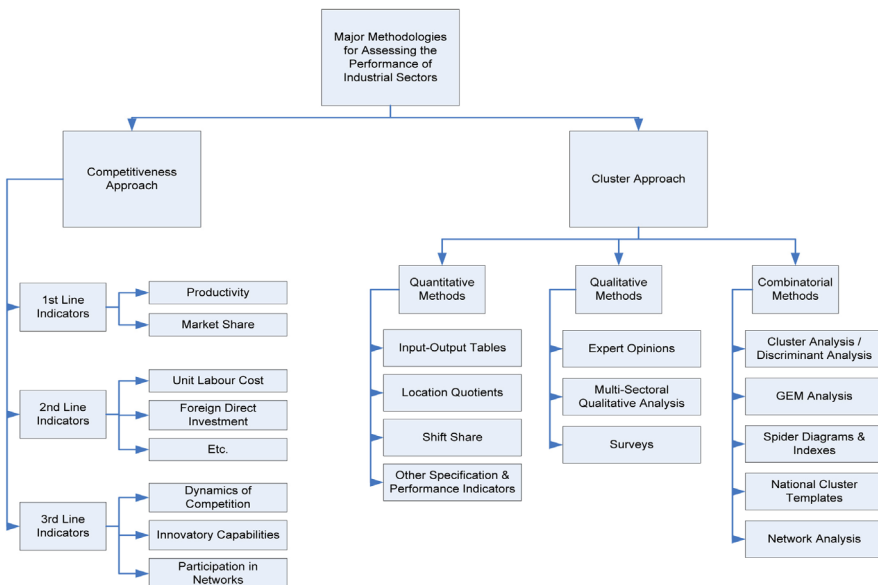 Major Methodologies
for Assessing the
Performance of
Industrial Sectors
Competitiveness
Approach
1st Line
Indicators
Productivity
Market Share
2nd Line
Indicators
Unit Labour Cost
Foreign Direct
Investment
Etc.
3rd Line
Indicators
Dynamics of
Competition
Innovatory Capabilities
Participation in
Networks
Cluster Approach
Quantitative
Methods
Input-Output Tables
Location Quotients
Shift Share
Other Specification &
Performance Indicators
Qualitative
Methods
Expert Opinions
Multi-Sectoral
Qualitative Analysis
Surveys
Combinatorial
Methods
Cluster Analysis /
Discriminant Analysis
GEM Analysis
Spider Diagrams &
Indexes
National Cluster
Templates
Network Analysis